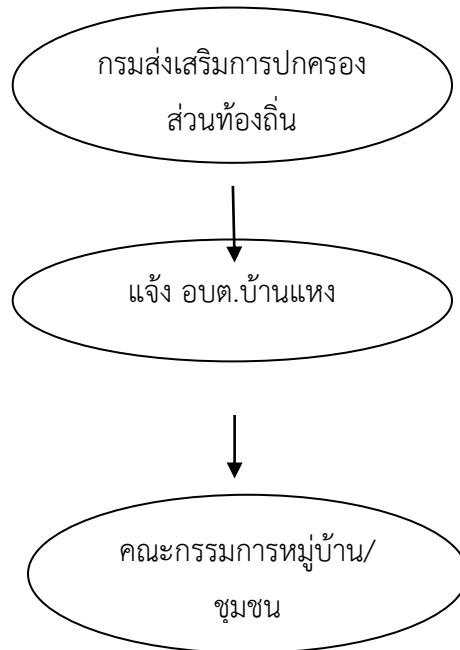 กรมส่งเสริมการปกครอง
ส่วนท้องถิ่น
แจ้ง อบต.บ้านแหง
คณะกรรมการหมู่บ้าน/
ชุมชน